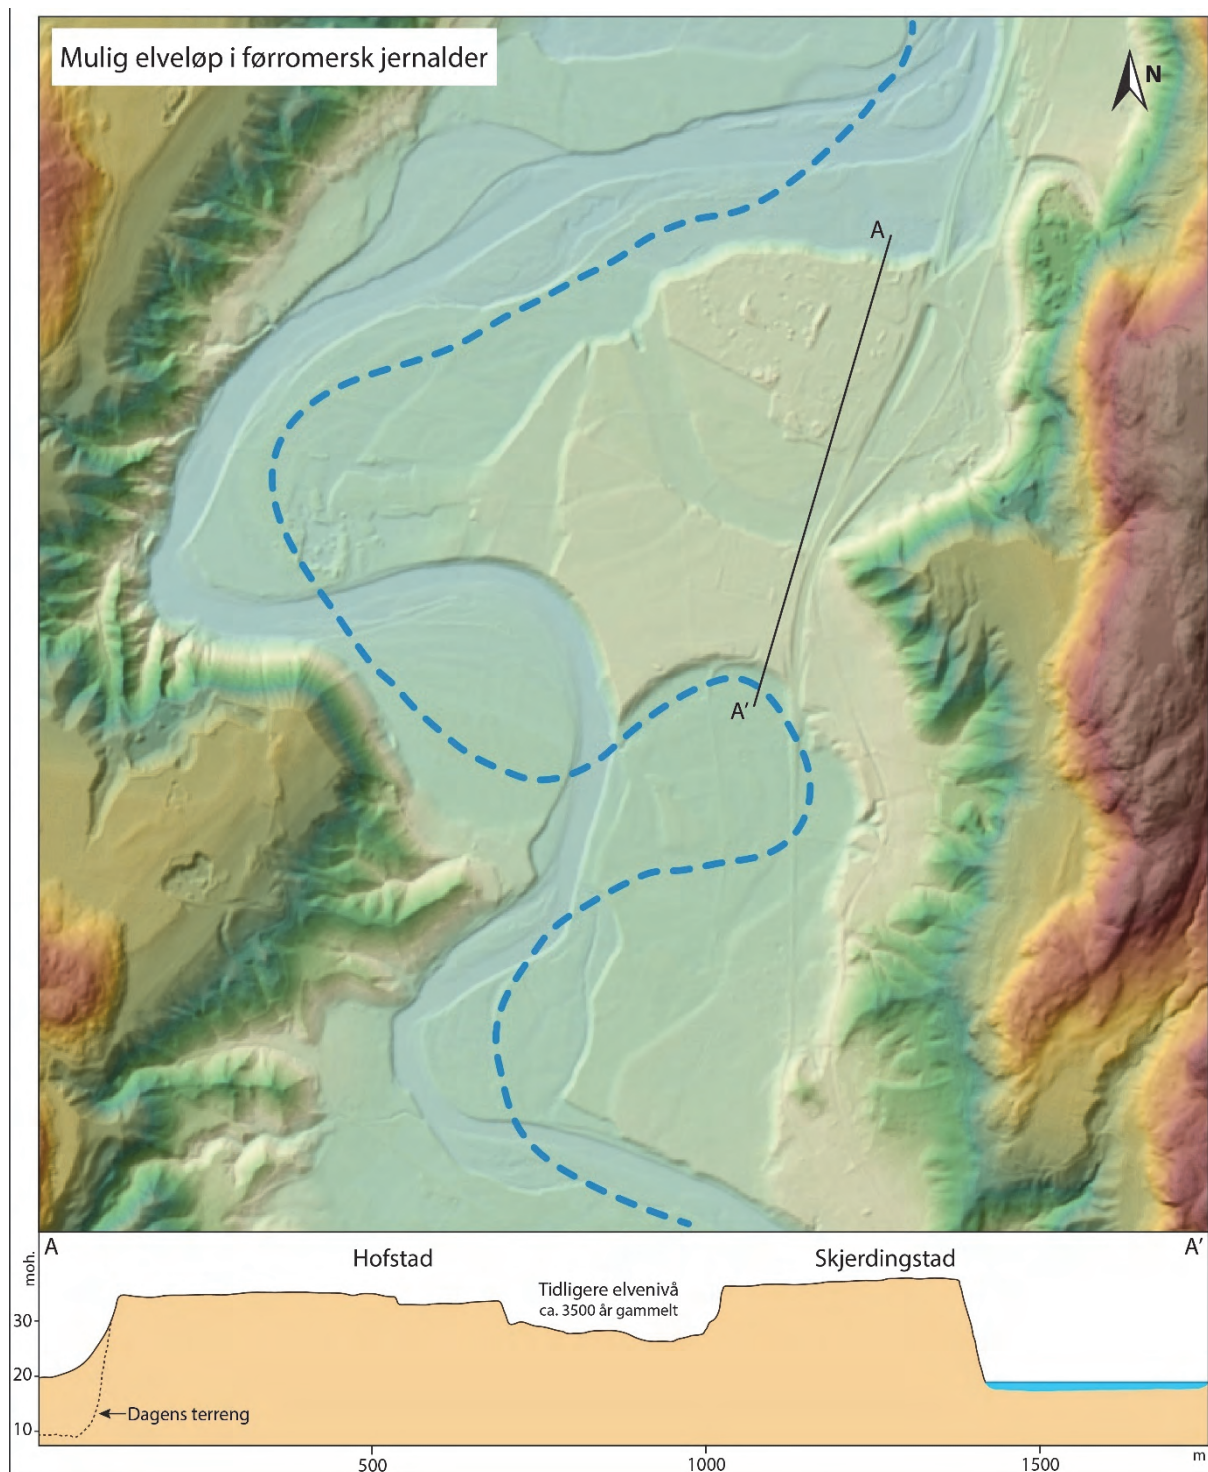 Mulig elveløp i førromersk jernalder
N
A
A'
A
Hofstad
Skjerdingstad
A'
moh.
Tidligere elvenivå
ca. 3500 år gammelt
30
20
10
Dagens terreng
500
1000
1500
m